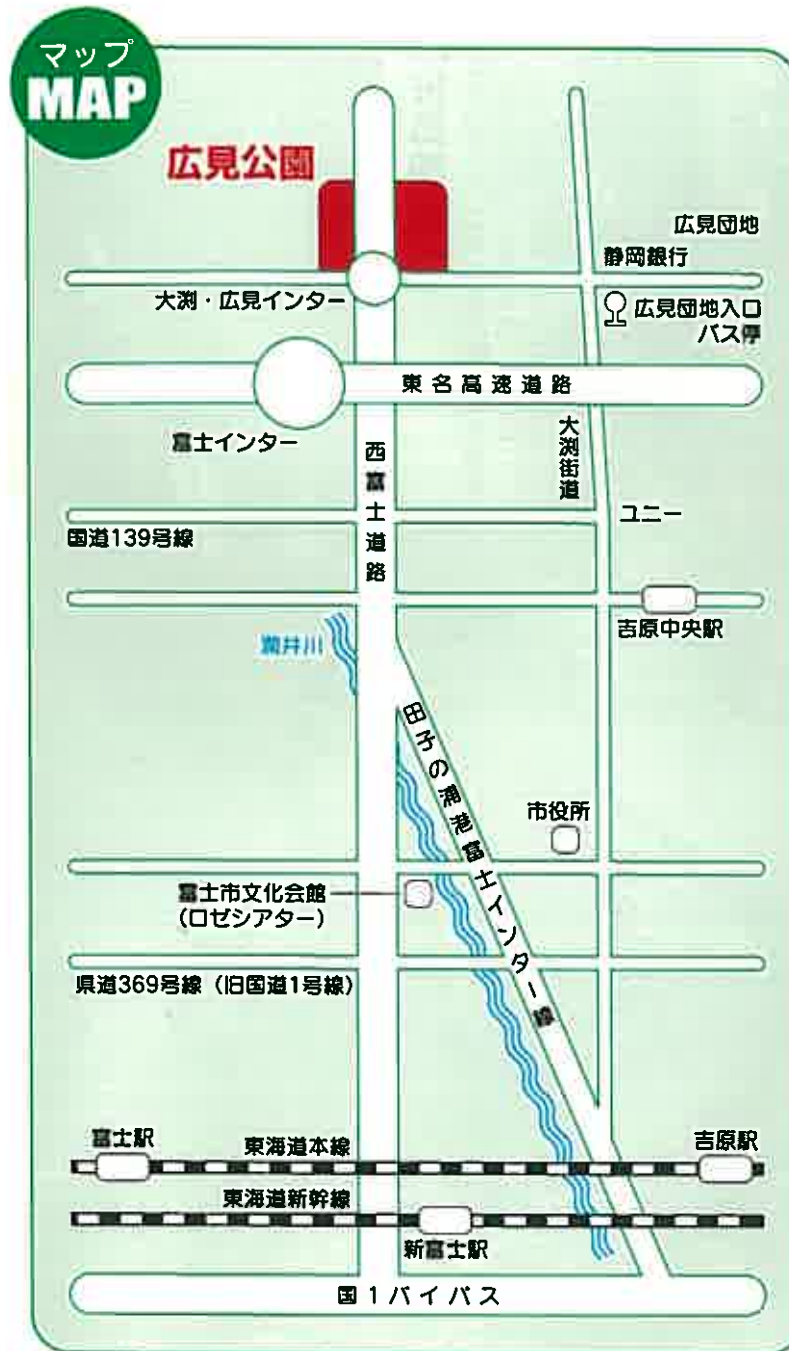 マップ
MAP
広見公園
広見団地
静岡銀行
大渕・広見インター
広見団地入口
バス停
東名高速道路
富士インター
西富士道路
大渕街道
国道139号線
ユニー
吉原中央駅
潤井川
田子の浦港富士インター線
市役所
富士市文化会館
(ロゼシアター)
県道369号線(旧国道1号線)
富士駅
東海道本線
吉原駅
東海道新幹線
新富士駅
国1バイパス